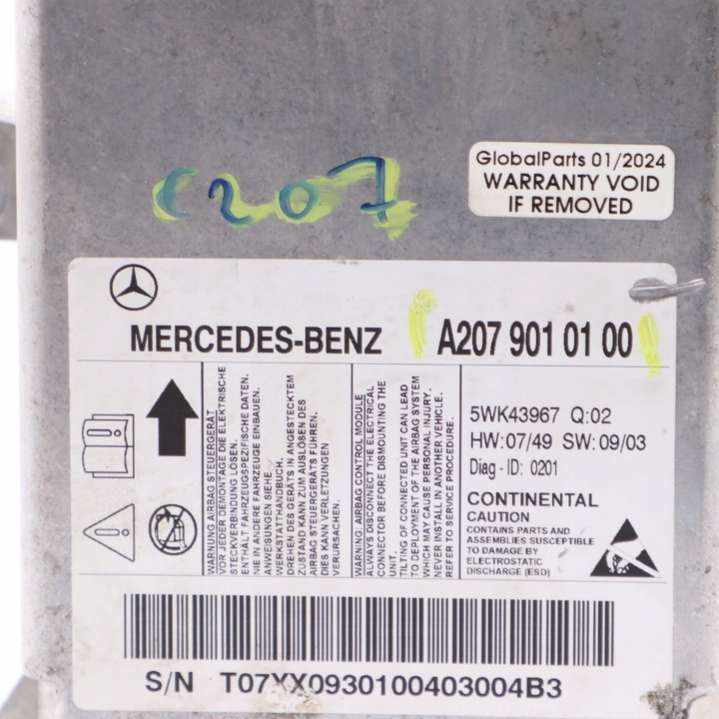 GlobalParts 01/2024
WARRANTY VOID
IF REMOVED
C207
MERCEDES-BENZ
A207 901 01 00
WARNUNG AIRBAG STEUERGERÄT
VOR JEDER DEMONTAGE DIE ELEKTRISCHE
STECKVERBINDUNG LÖSEN.
ENTHÄLT FAHRZEUGSPEZIFISCHE DATEN.
NIE IN ANDERE FAHRZEUGE EINBAUEN.
ANWEISUNGEN SIEHE
WERKSTATTHANDBUCH.
DREHEN DES GERÄTS IN ANGESTECKTEM
ZUSTAND KANN ZUM AUSLÖSEN DES
AIRBAG STEUERGERÄTS FÜHREN.
DIES KANN VERLETZUNGEN
VERURSACHEN.
WARNING: AIRBAG CONTROL MODULE
ALWAYS DISCONNECT THE ELECTRICAL
CONNECTOR BEFORE DISMOUNTING THE
UNIT.
TILTING OF CONNECTED UNIT CAN LEAD
TO DEPLOYMENT OF THE AIRBAG SYSTEM
WHICH MAY CAUSE PERSONAL INJURY.
NEVER INSTALL IN ANOTHER VEHICLE.
REFER TO SERVICE PROCEDURE.
5WK43967 Q:02
HW:07/49 SW:09/03
Diag - ID: 0201
CONTINENTAL
CAUTION
CONTAINS PARTS AND
ASSEMBLIES SUSCEPTIBLE
TO DAMAGE BY
ELECTROSTATIC
DISCHARGE (ESD)
S/N T07XX0930100403004B3